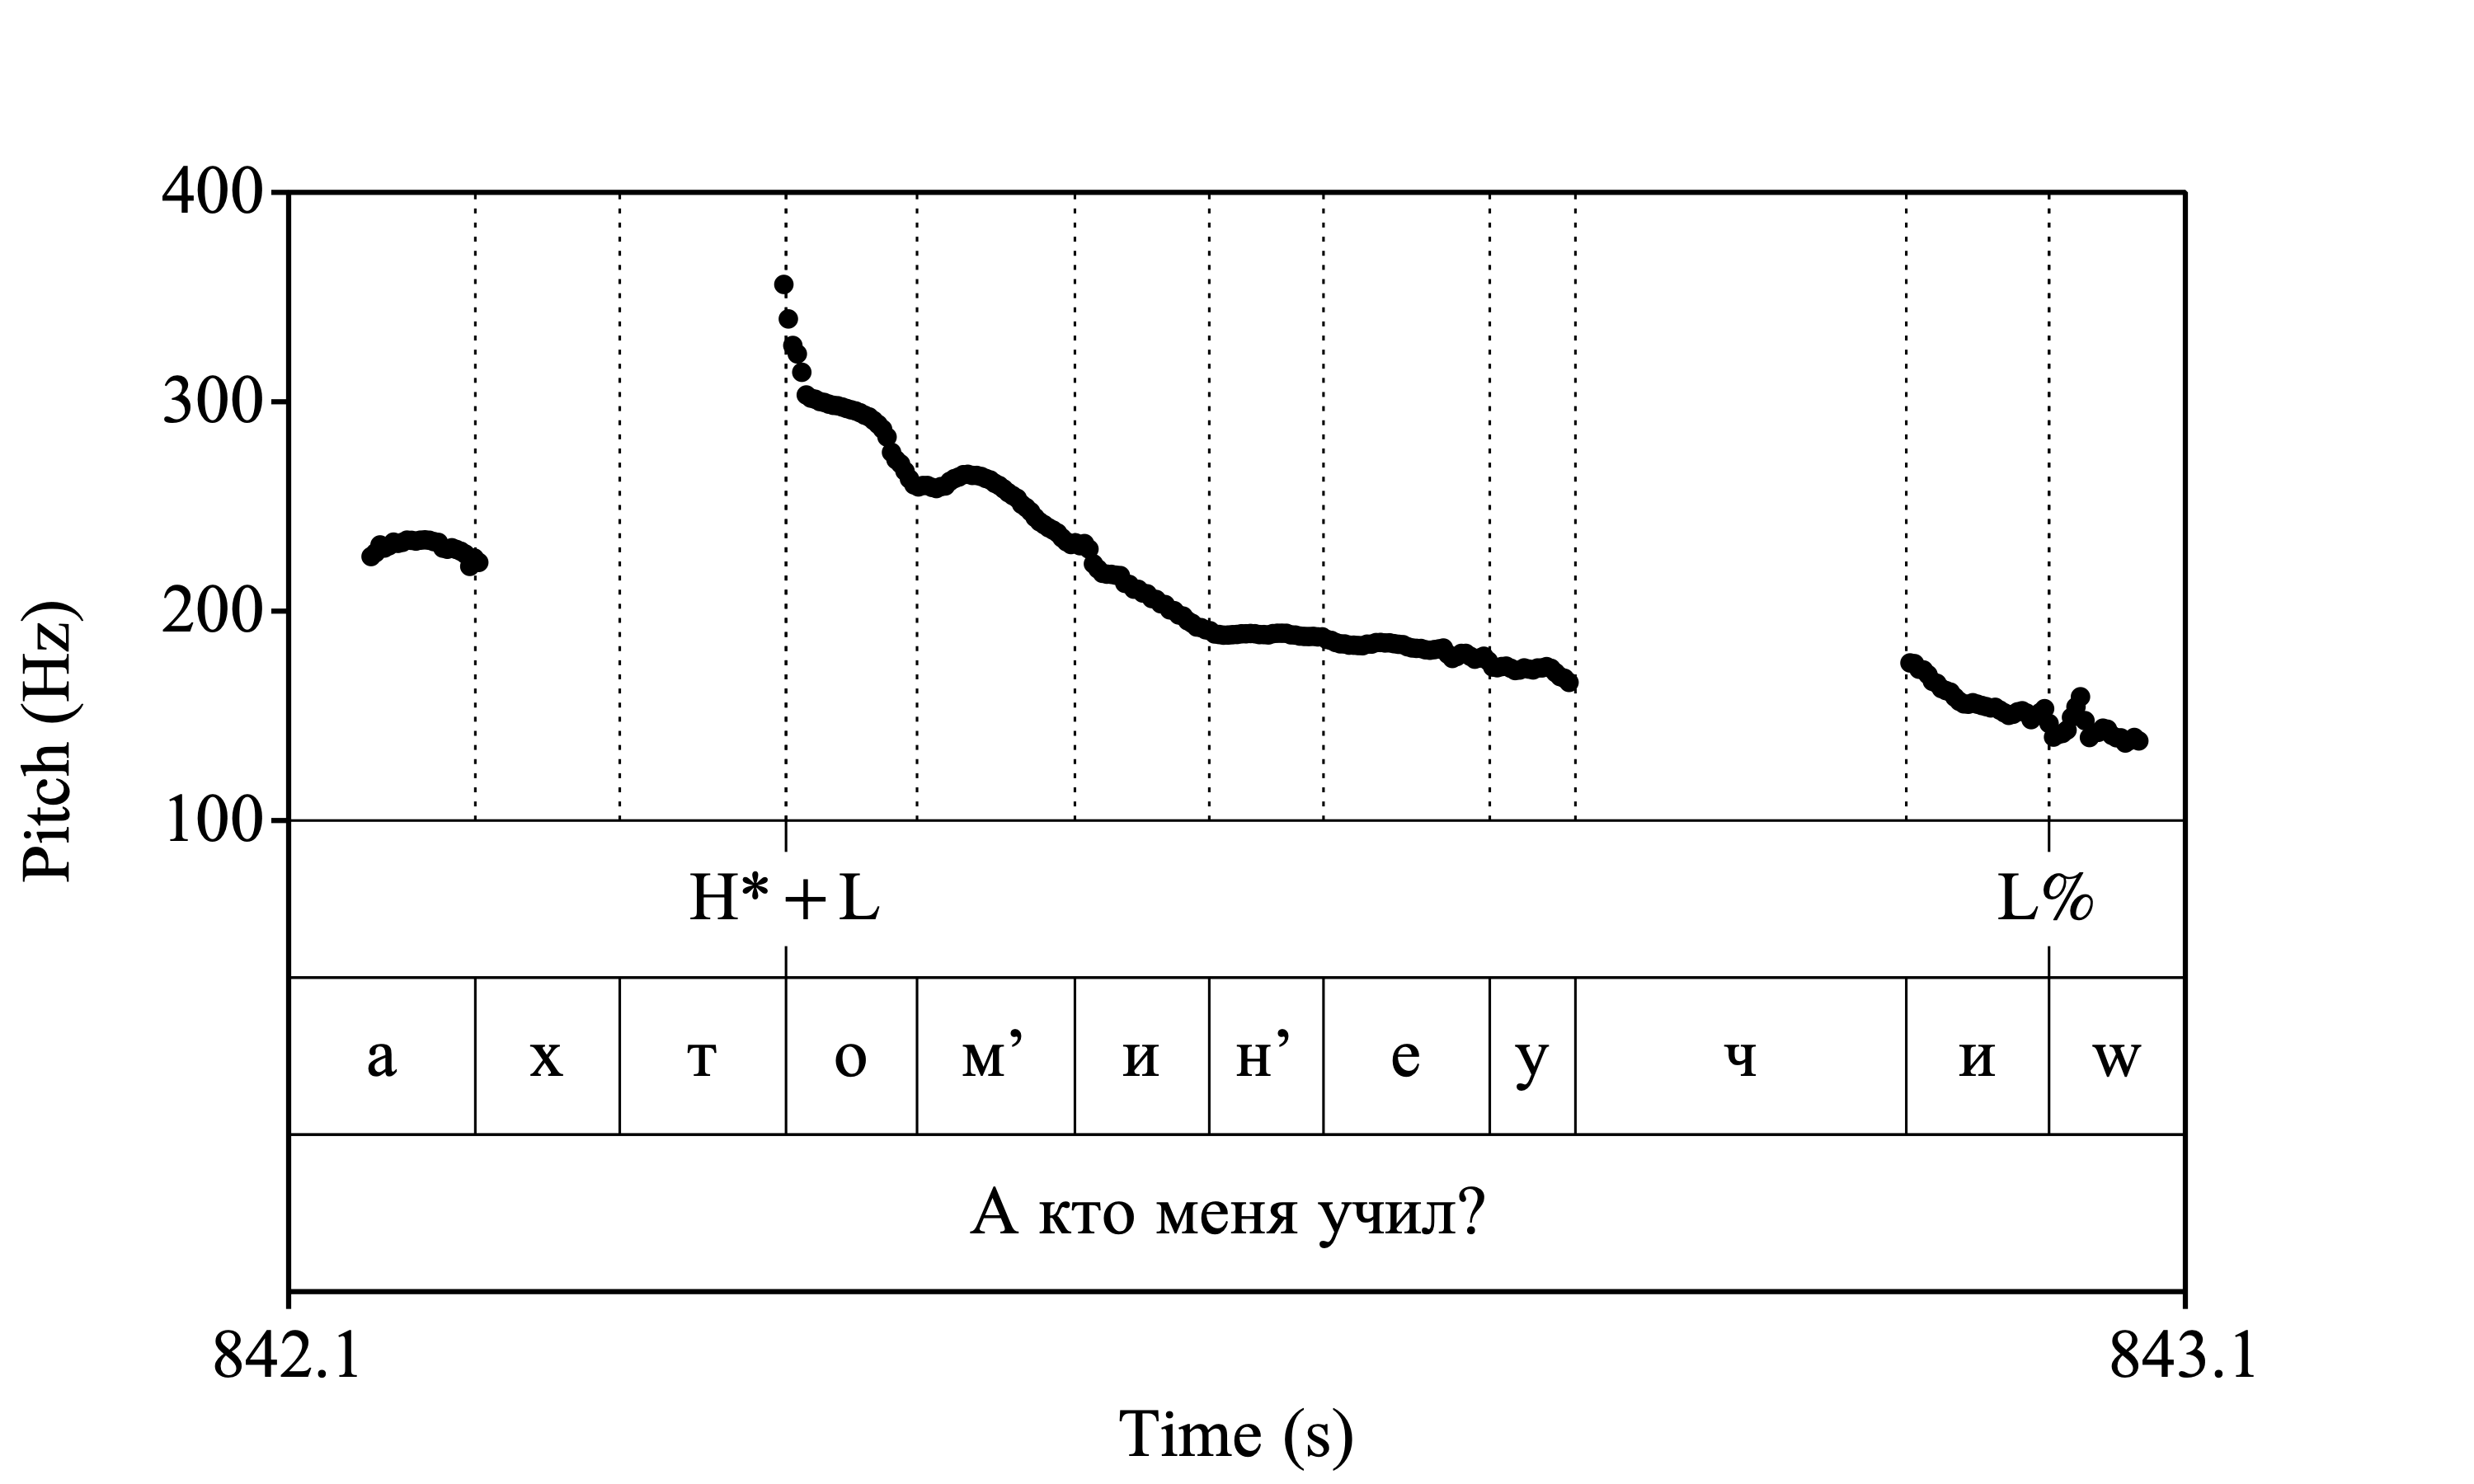 400
300
200
100
Pitch (Hz)
H*+L L%
а х т о м’ и н’ е у ч и w
А кто меня учил?
842.1 843.1
Time (s)